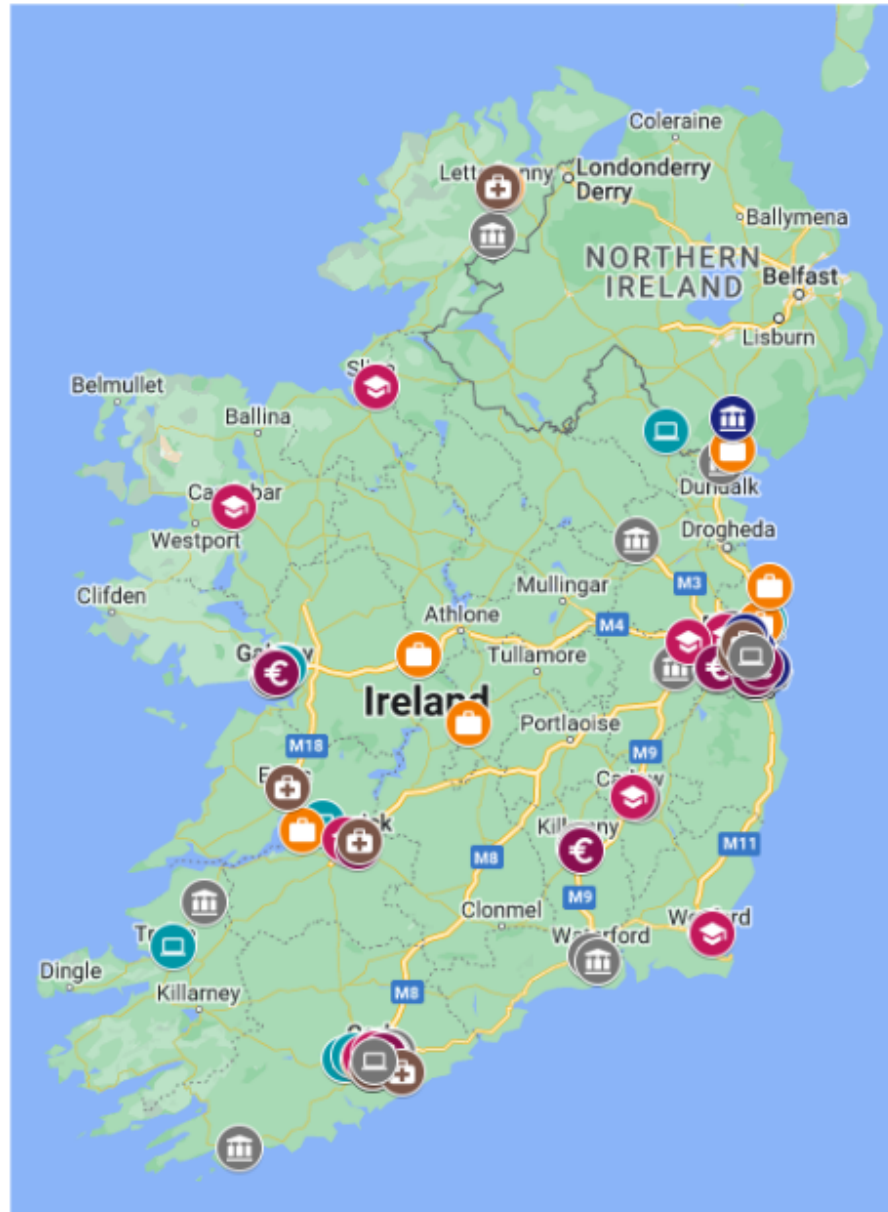 Coleraine
Londonderry
Derry
Ballymena
NORTHERN
IRELAND
Belfast
Lisburn
Belmullet
Ballina
Westport
Dundalk
Drogheda
Clifden
Mullingar
M3
Athlone
M4
Tullamore
Ireland
Portlaoise
M18
M9
M11
M8
Clonmel
M9
Waterford
Dingle
Killarney
M8